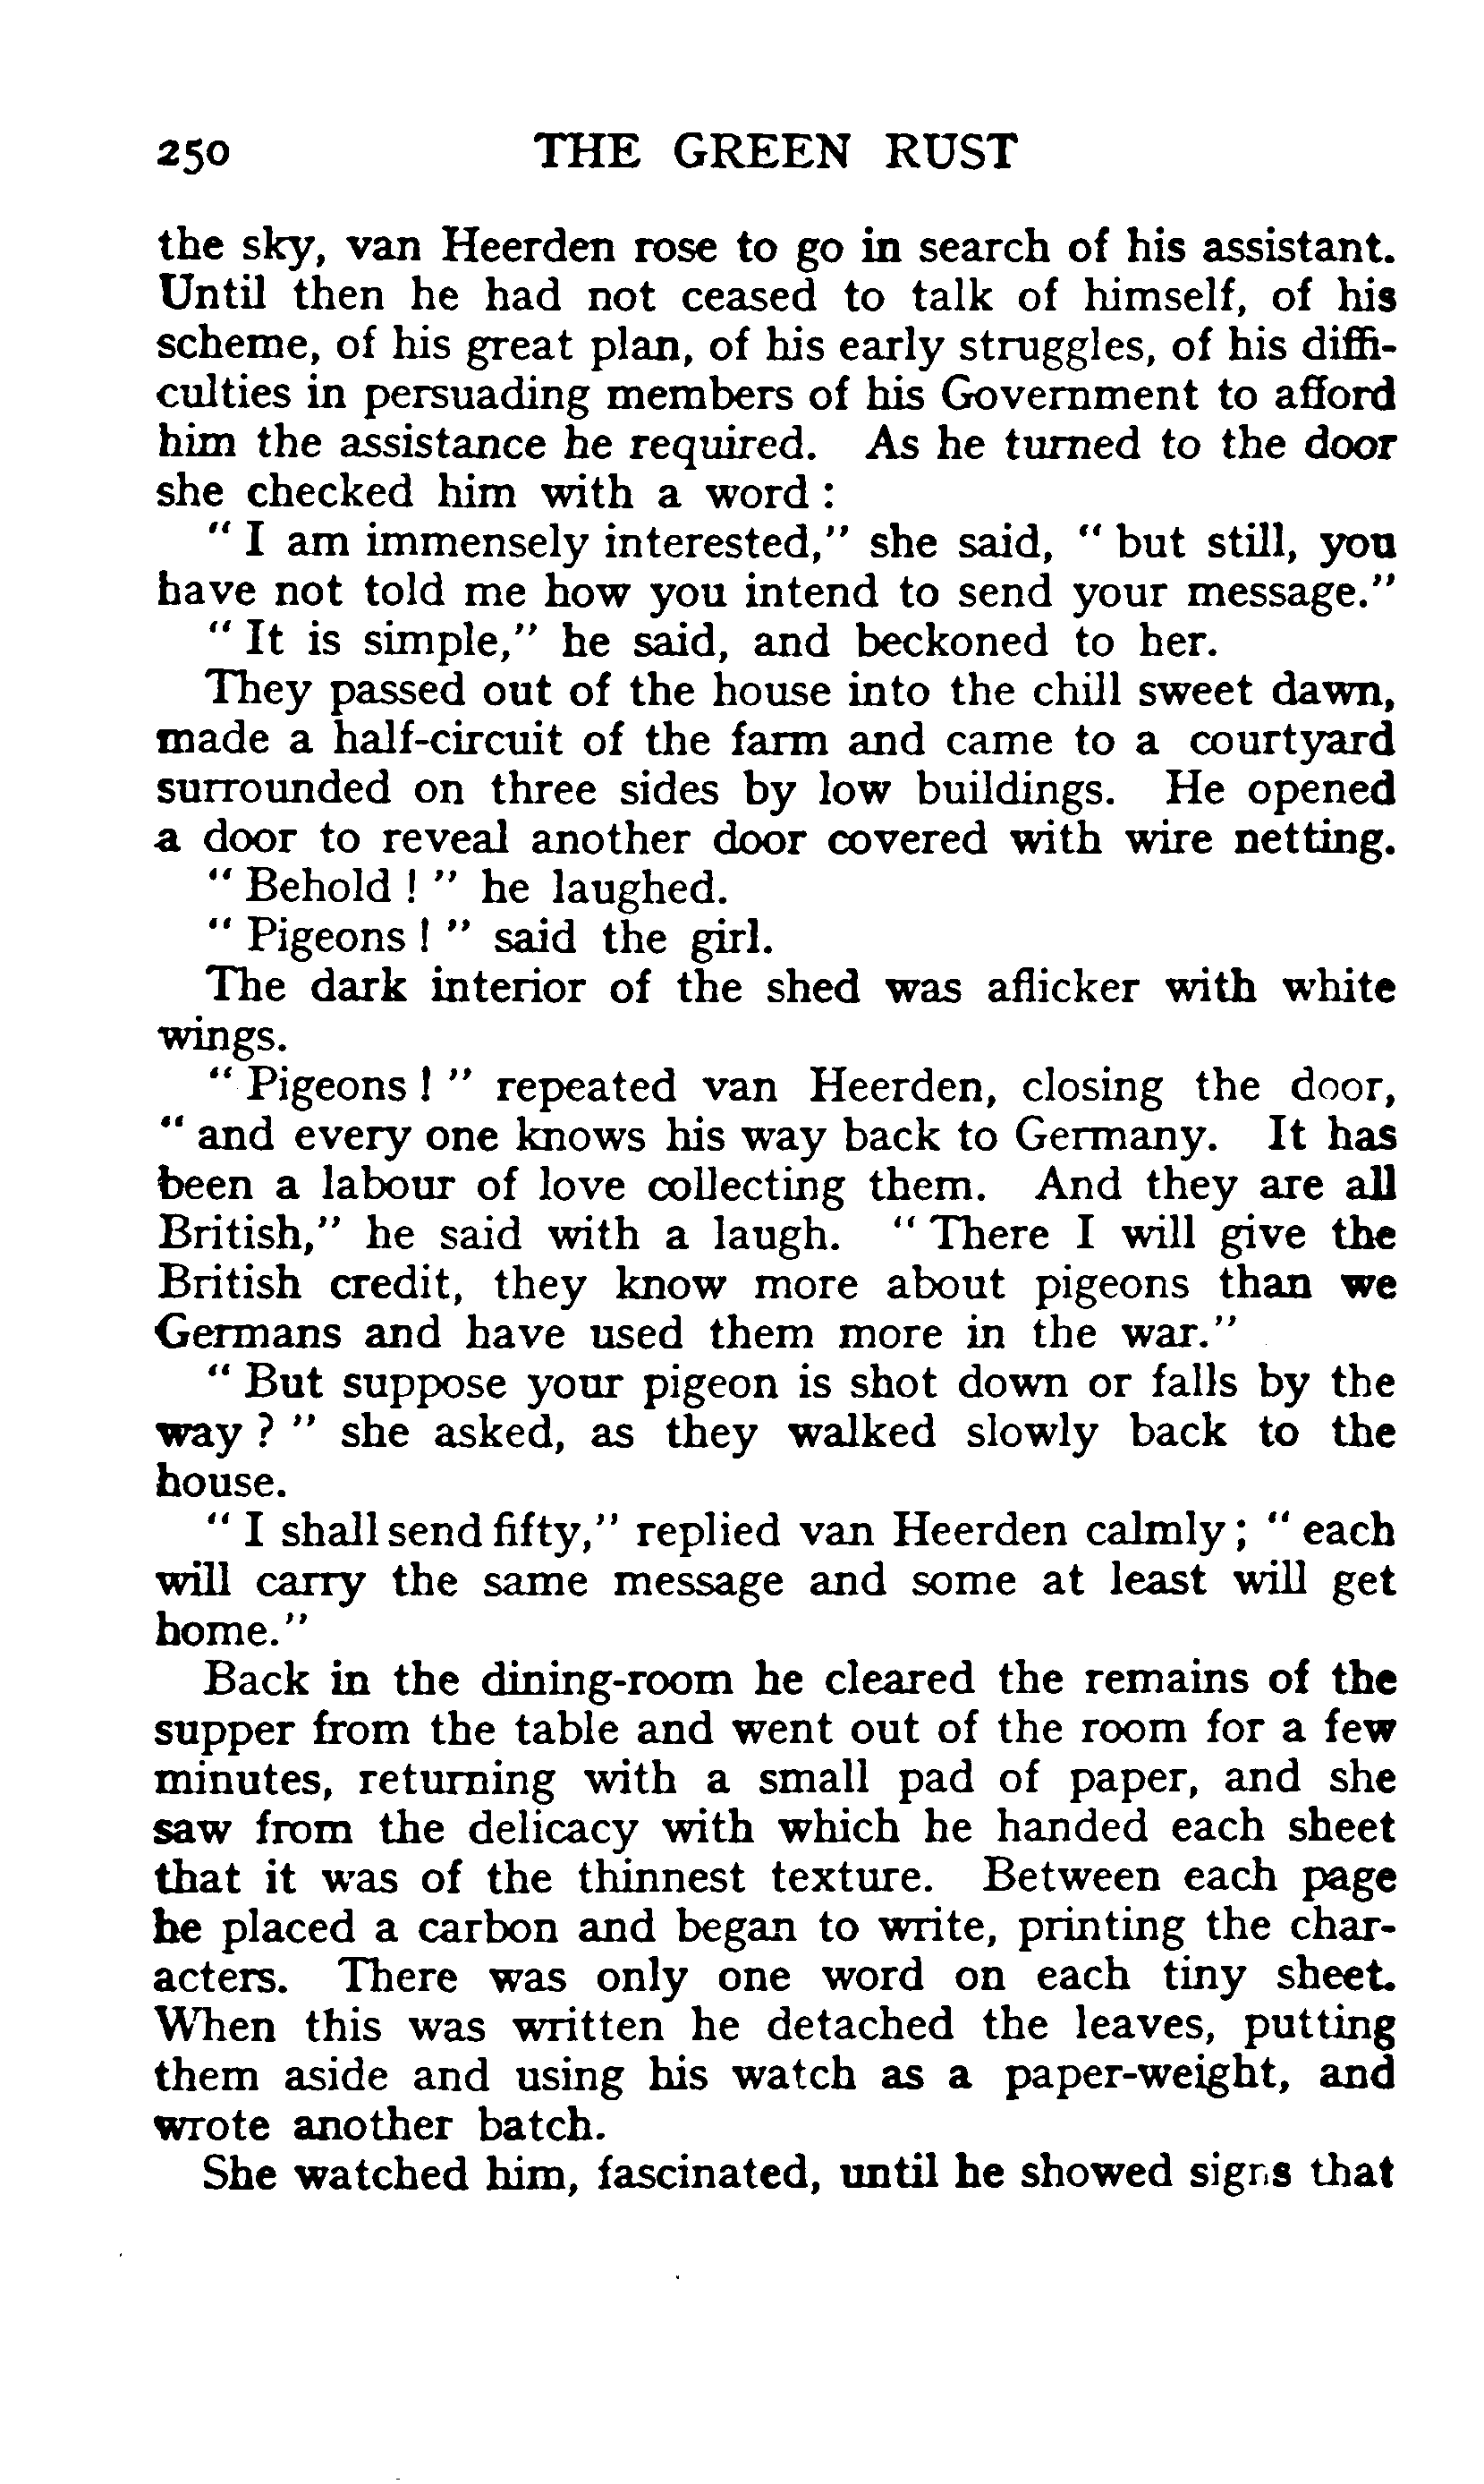 250 THE GREEN RUST
the sky, van Heerden rose to go in search of his assistant.
Until then he had not ceased to talk of himself, of his
scheme, of his great plan, of his early struggles, of his diffi-
culties in persuading members of his Government to afford
him the assistance he required. As he turned to the door
she checked him with a word :
" I am immensely interested," she said, " but still, you
have not told me how you intend to send your message."
" It is simple," he said, and beckoned to her.
They passed out of the house into the chill sweet dawn,
made a half-circuit of the farm and came to a courtyard
surrounded on three sides by low buildings. He opened
a door to reveal another door covered with wire netting.
" Behold ! " he laughed.
" Pigeons ! " said the girl.
The dark interior of the shed was aflicker with white
wings.
" Pigeons ! " repeated van Heerden, closing the door,
" and every one knows his way back to Germany. It has
been a labour of love collecting them. And they are all
British," he said with a laugh. " There I will give the
British credit, they know more about pigeons than we
Germans and have used them more in the war."
" But suppose your pigeon is shot down or falls by the
way ? " she asked, as they walked slowly back to the
house.
" I shall send fifty," replied van Heerden calmly ; " each
will carry the same message and some at least will get
home."
Back in the dining-room he cleared the remains of the
supper from the table and went out of the room for a few
minutes, returning with a small pad of paper, and she
saw from the delicacy with which he handed each sheet
that it was of the thinnest texture. Between each page
he placed a carbon and began to write, printing the char-
acters. There was only one word on each tiny sheet.
When this was written he detached the leaves, putting
them aside and using his watch as a paper-weight, and
wrote another batch.
She watched him, fascinated, until he showed signs that